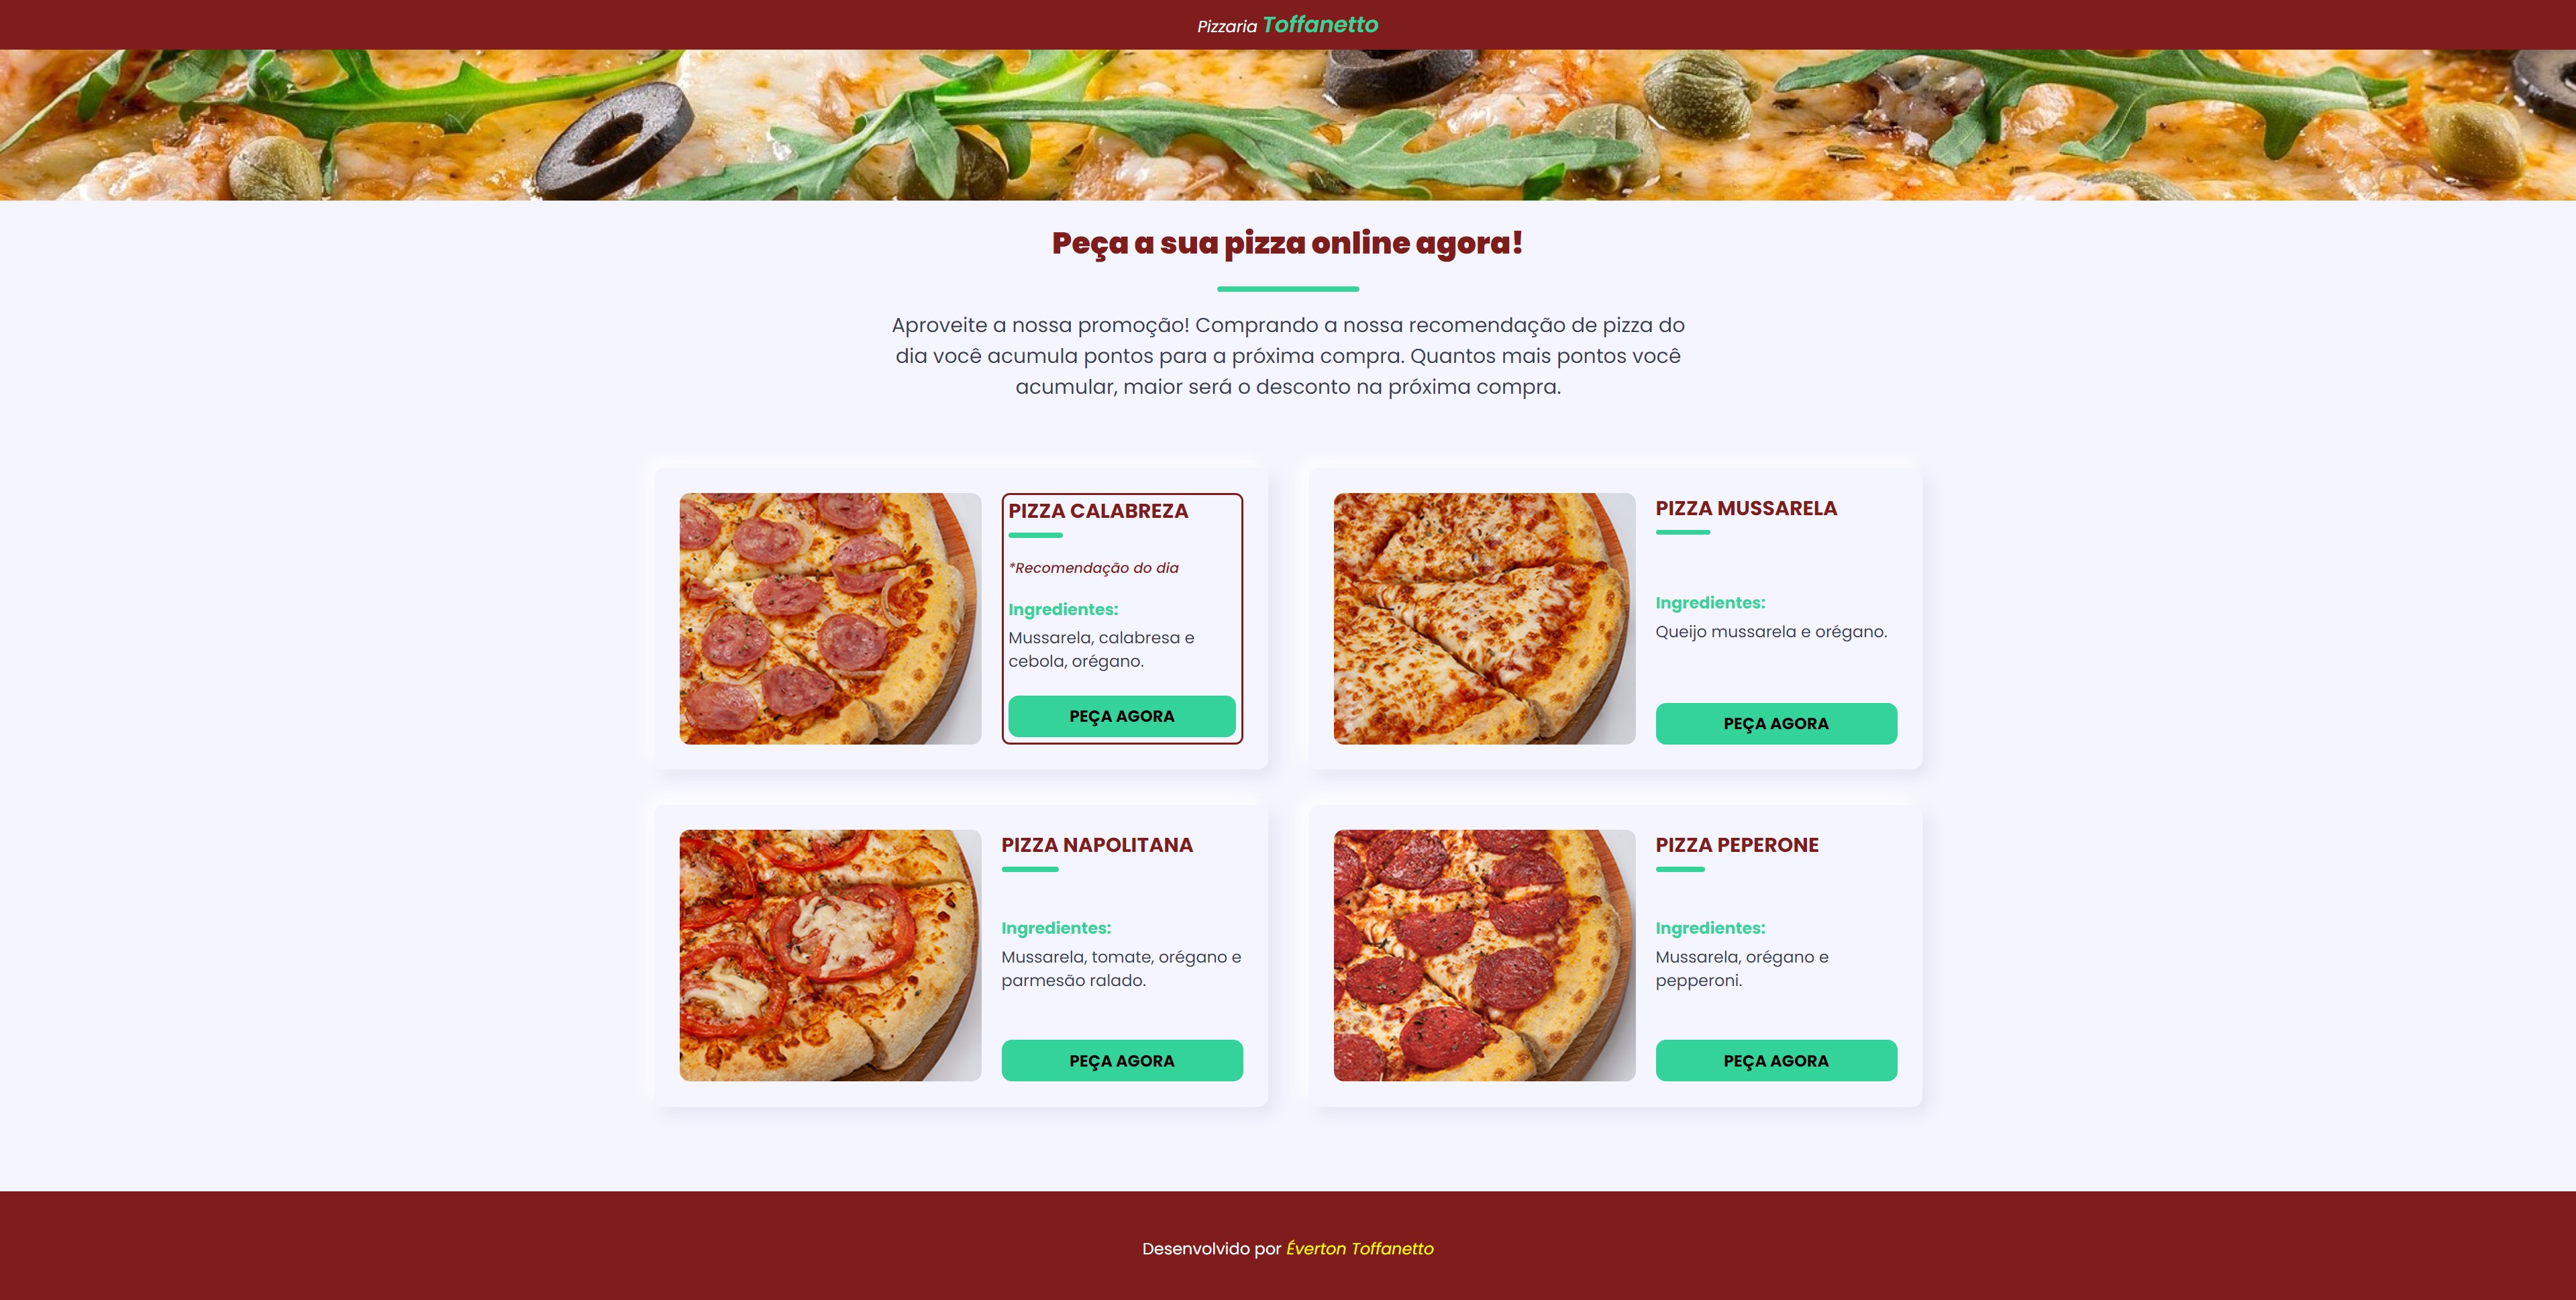 Pizzaria Toffanetto
Peça a sua pizza online agora!
Aproveite a nossa promoção! Comprando a nossa recomendação de pizza do
dia você acumula pontos para a próxima compra. Quantos mais pontos você
acumular, maior será o desconto na próxima compra.
PIZZA CALABREZA
*Recomendação do dia
Ingredientes:
Mussarela, calabresa e
cebola, orégano.
PEÇA AGORA
PIZZA MUSSARELA
Ingredientes:
Queijo mussarela e orégano.
PEÇA AGORA
PIZZA NAPOLITANA
Ingredientes:
Mussarela, tomate, orégano e
parmesão ralado.
PEÇA AGORA
PIZZA PEPERONE
Ingredientes:
Mussarela, orégano e
pepperoni.
PEÇA AGORA
Desenvolvido por Éverton Toffanetto